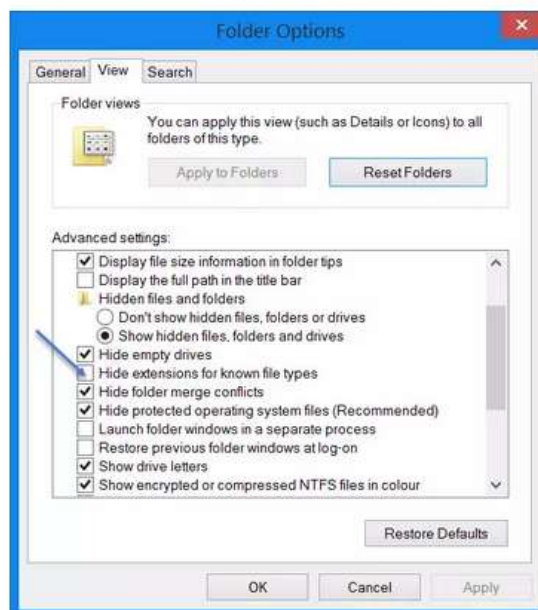 Folder Options
General
View
Search
Folder views
You can apply this view (such as Details or Icons) to all
folders of this type.
Apply to Folders
Reset Folders
Advanced settings:
Display file size information in folder tips
Display the full path in the title bar
Hidden files and folders
Don't show hidden files, folders or drives
Show hidden files, folders and drives
Hide empty drives
Hide extensions for known file types
Hide folder merge conflicts
Hide protected operating system files (Recommended)
Launch folder windows in a separate process
Restore previous folder windows at log-on
Show drive letters
Show encrypted or compressed NTFS files in colour
Restore Defaults
OK
Cancel
Apply